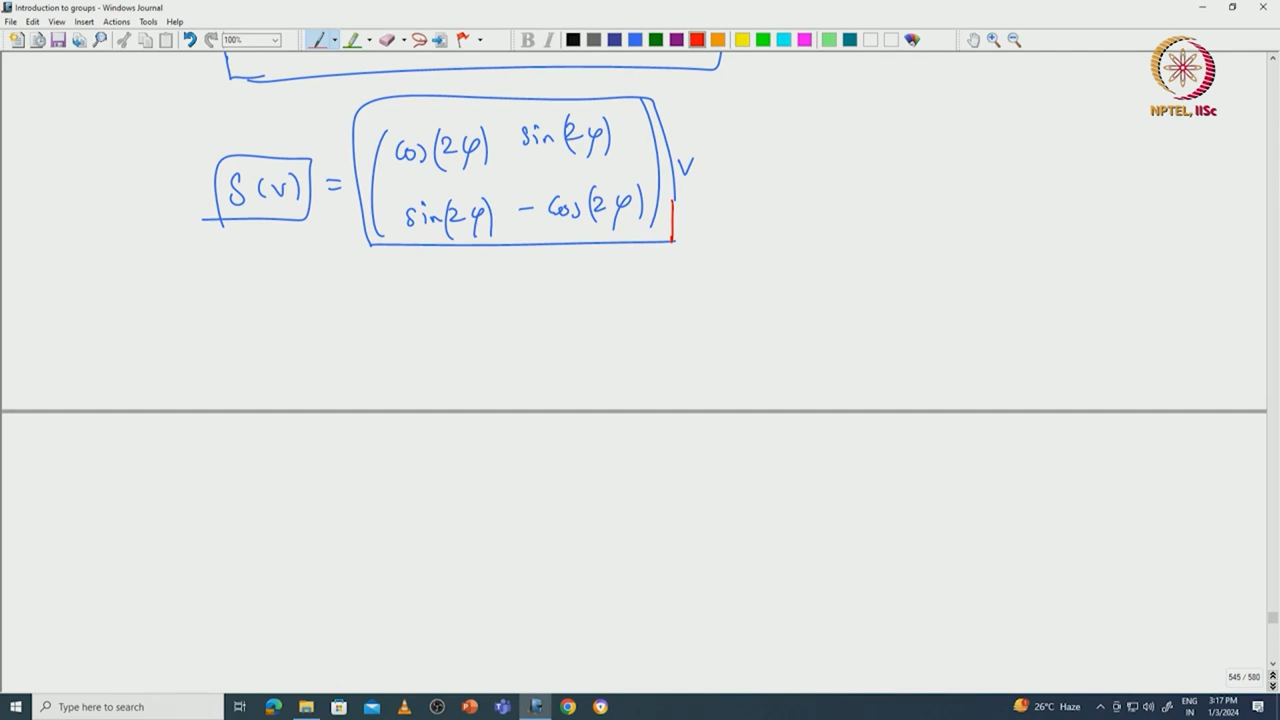 Introduction to groups - Windows Journal
File Edit View Insert Actions Tools Help
100%
B I
NPTEL, IISc
S(v) = ( cos(2φ) sin(2φ)
sin(2φ) - cos(2φ) ) v
545 / 580
Type here to search
26°C Haze
ENG
IN
3:17 PM
1/3/2024